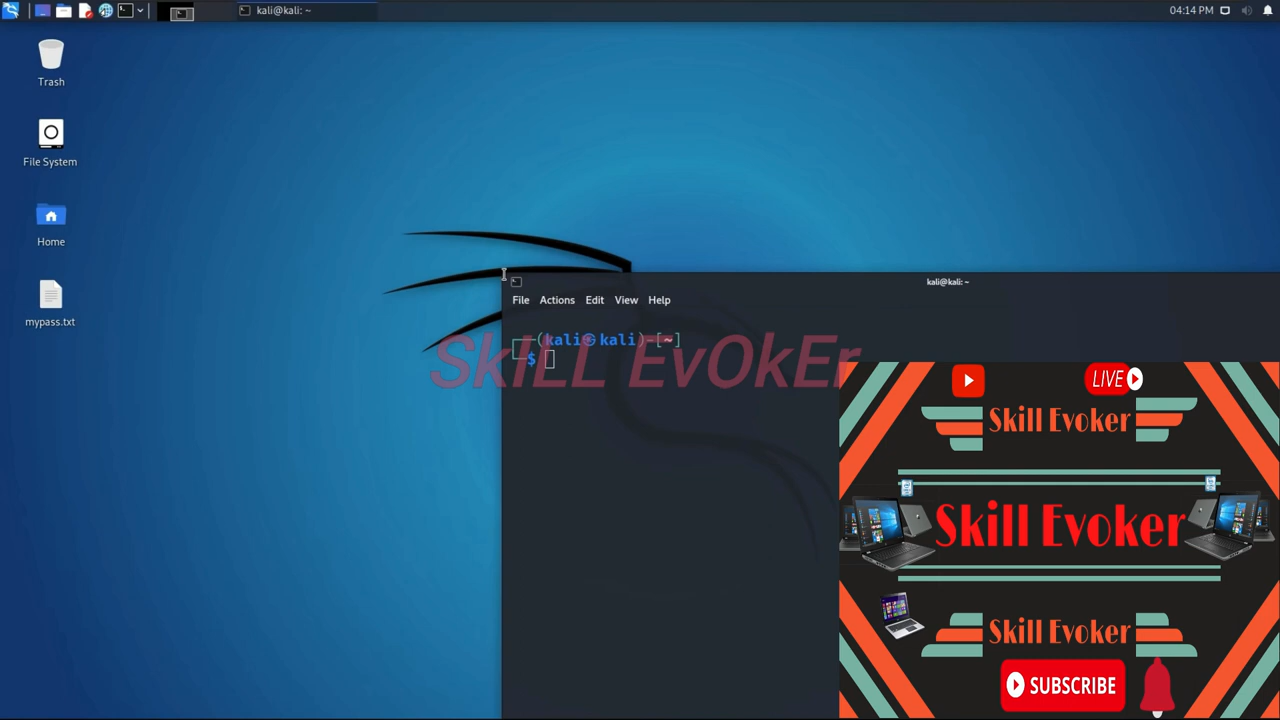 kali@kali: ~
04:14 PM
Trash
File System
Home
mypass.txt
kali@kali: ~
File Actions Edit View Help
┌──(kali㉿kali)-[~]
└─$
SkILL EvOkEr
LIVE
Skill Evoker
Skill Evoker
Skill Evoker
SUBSCRIBE